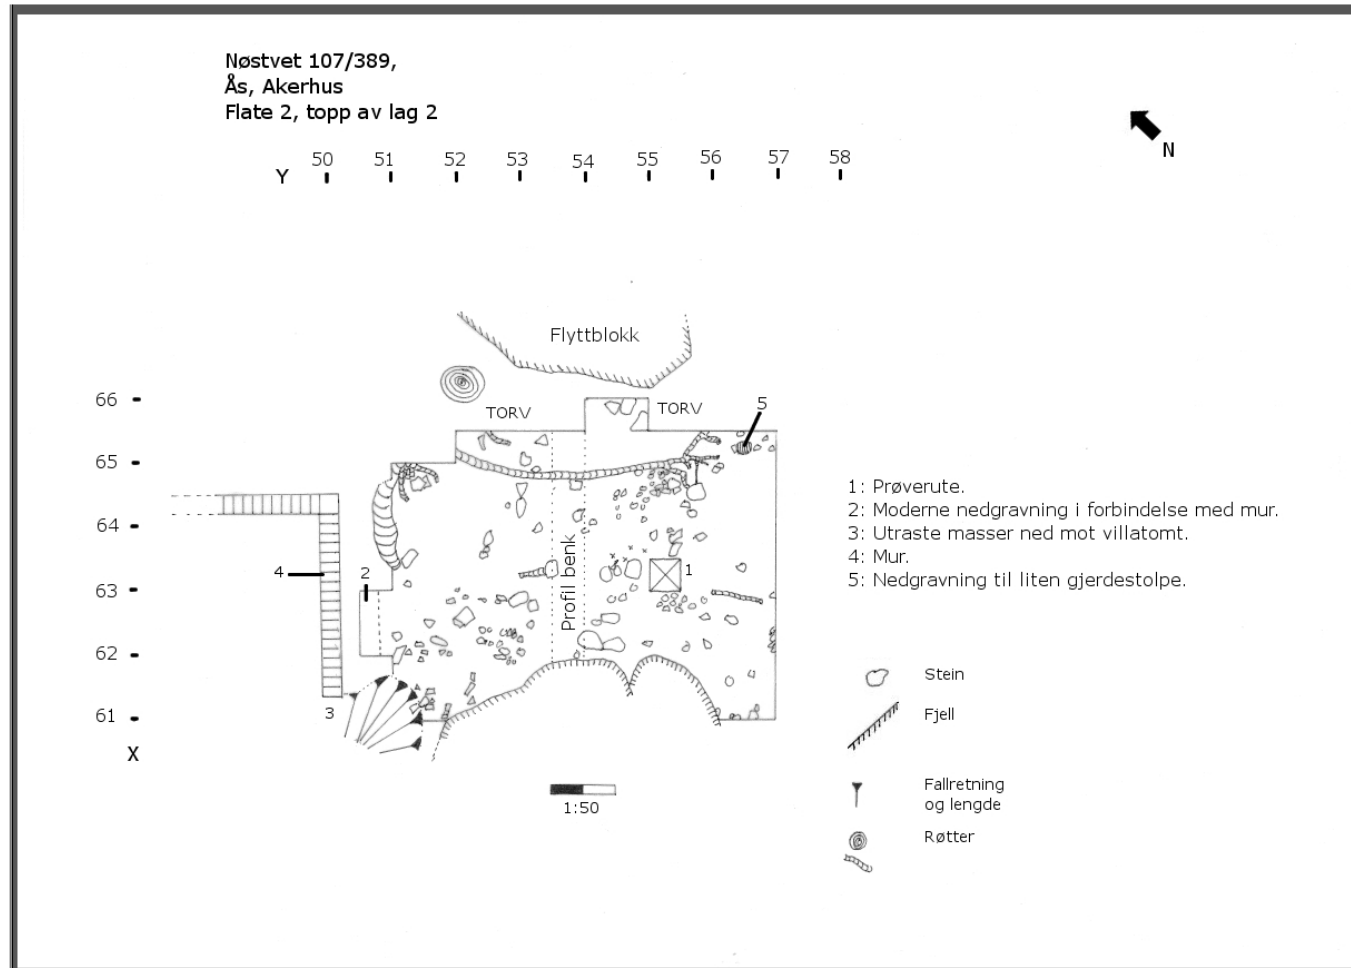 Nøstvet 107/389,
Ås, Akerhus
Flate 2, topp av lag 2
N
Y 50 51 52 53 54 55 56 57 58
Flyttblokk
66
TORV TORV 5
65
64
4 2 Profil benk 1
63
62
61 3
X
1:50
1: Prøverute.
2: Moderne nedgravning i forbindelse med mur.
3: Utraste masser ned mot villatomt.
4: Mur.
5: Nedgravning til liten gjerdestolpe.
Stein
Fjell
Fallretning
og lengde
Røtter